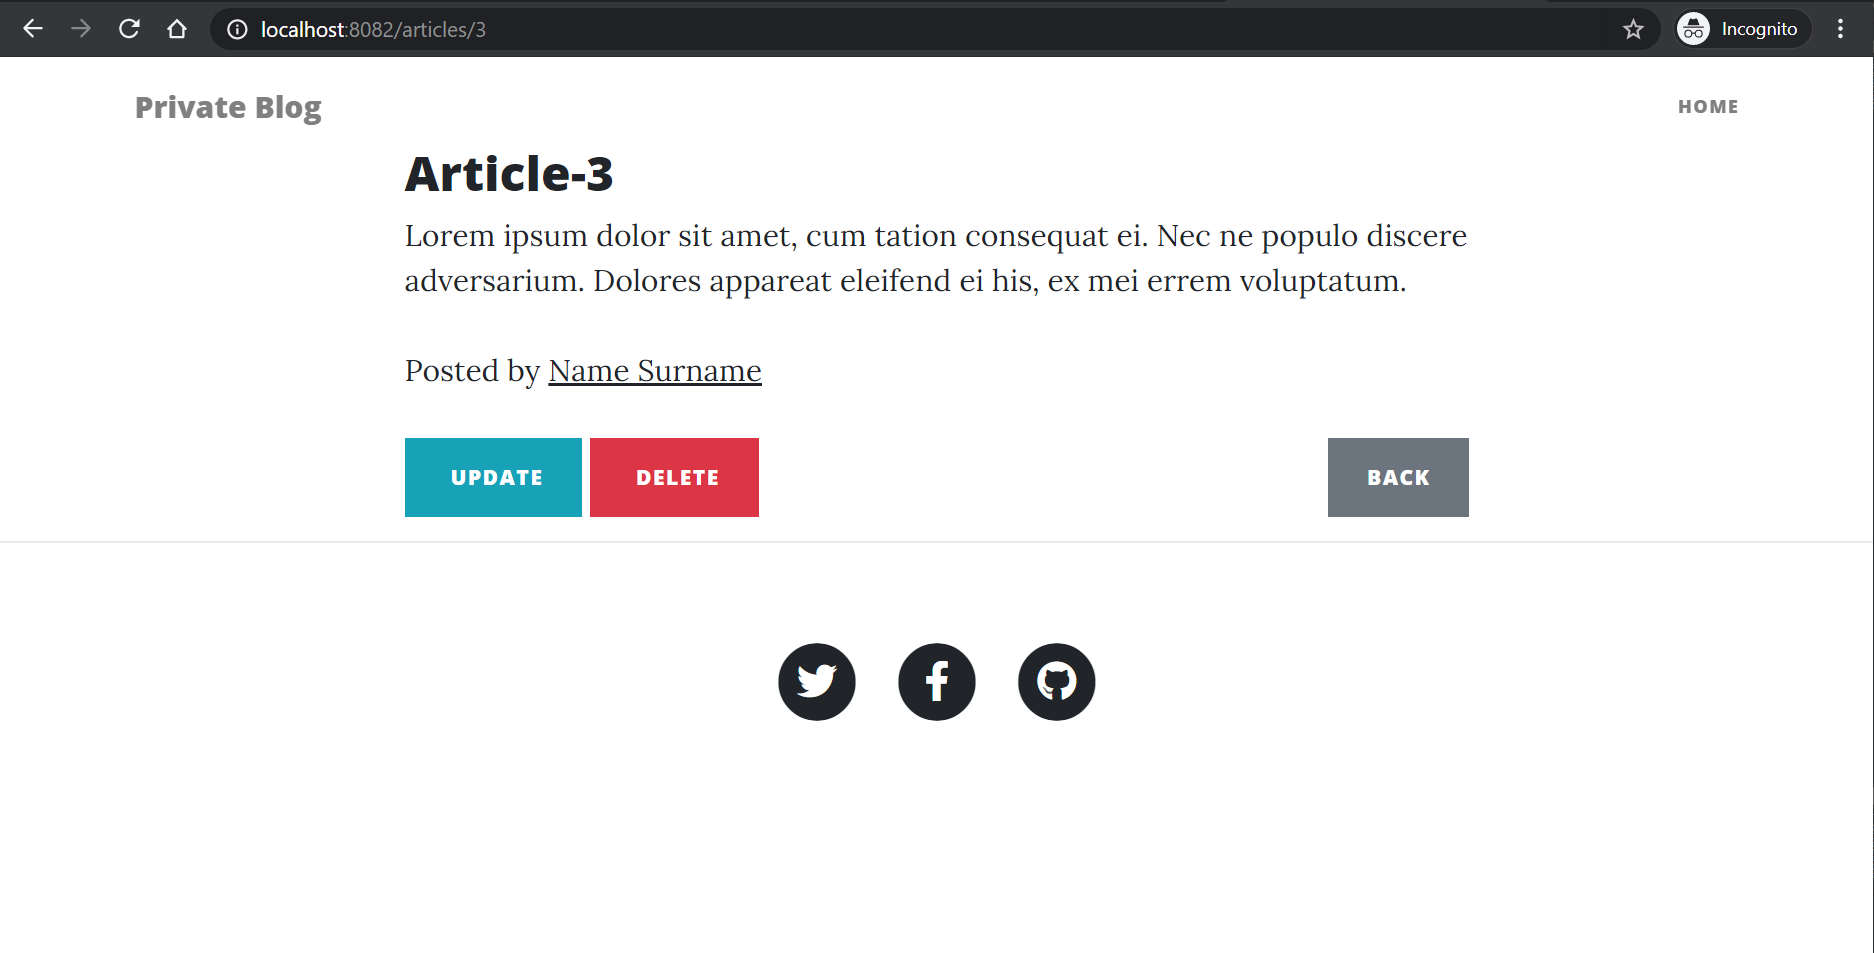 localhost:8082/articles/3
Incognito
Private Blog
HOME
Article-3
Lorem ipsum dolor sit amet, cum tation consequat ei. Nec ne populo discere
adversarium. Dolores appareat eleifend ei his, ex mei errem voluptatum.
Posted by Name Surname
UPDATE
DELETE
BACK